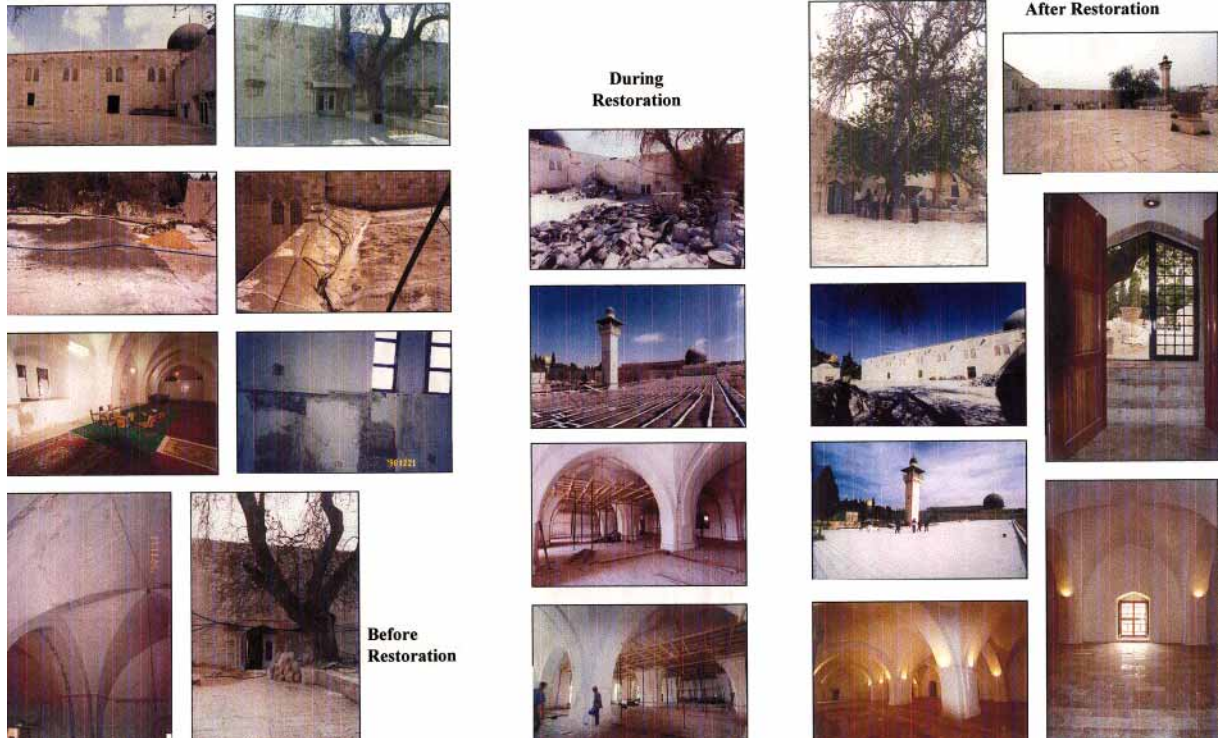 During
Restoration
After Restoration
Before
Restoration